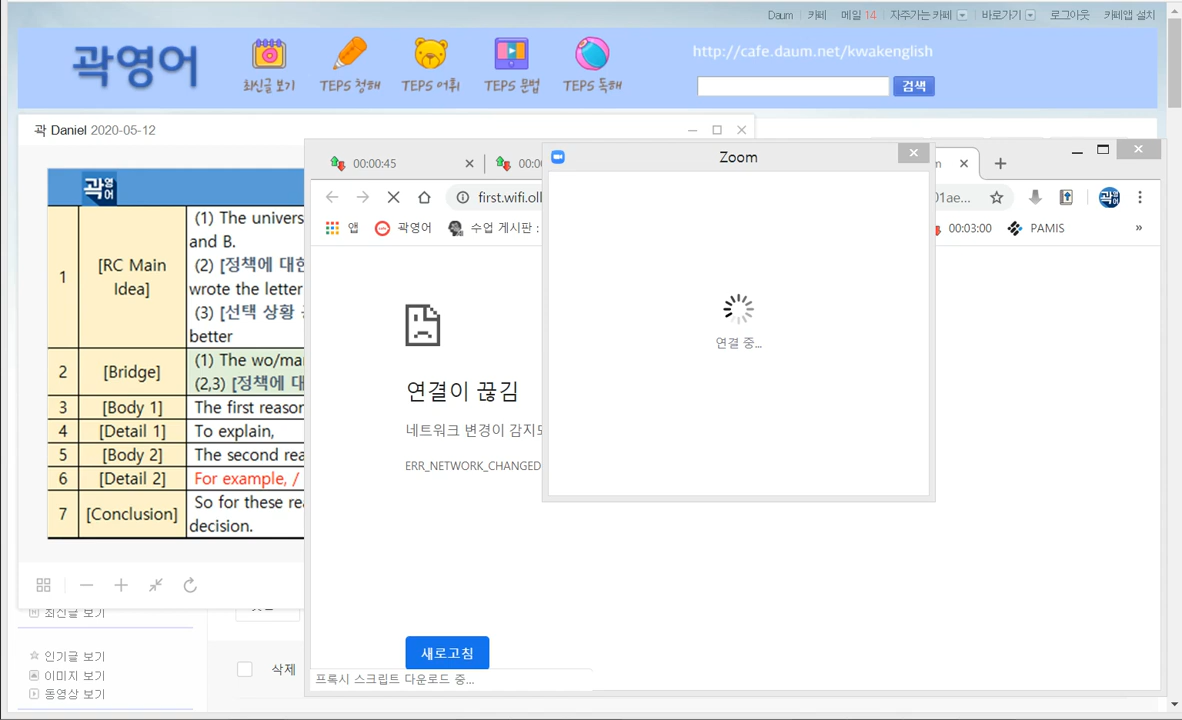 Daum 카페 메일 14 자주가는 카페 바로가기 로그아웃 카페앱 설치
곽영어
최신글 보기 TEPS 청해 TEPS 어휘 TEPS 문법 TEPS 독해
http://cafe.daum.net/kwakenglish
검색
곽 Daniel 2020-05-12
곽영어
1 [RC Main Idea]
(1) The univers
and B.
(2) [정책에 대한
wrote the letter
(3) [선택 상황
better
2 [Bridge]
(1) The wo/ma
(2,3) [정책에 대
3 [Body 1] The first reason
4 [Detail 1] To explain,
5 [Body 2] The second rea
6 [Detail 2] For example, /
7 [Conclusion] So for these rea
decision.
최신글 보기
인기글 보기
이미지 보기
동영상 보기
삭제
00:00:45 00:0
first.wifi.oll 01ae...
앱 곽영어 수업 게시판 : 00:03:00 PAMIS »
연결이 끊김
네트워크 변경이 감지되
ERR_NETWORK_CHANGED
새로고침
프록시 스크립트 다운로드 중...
Zoom
연결 중...